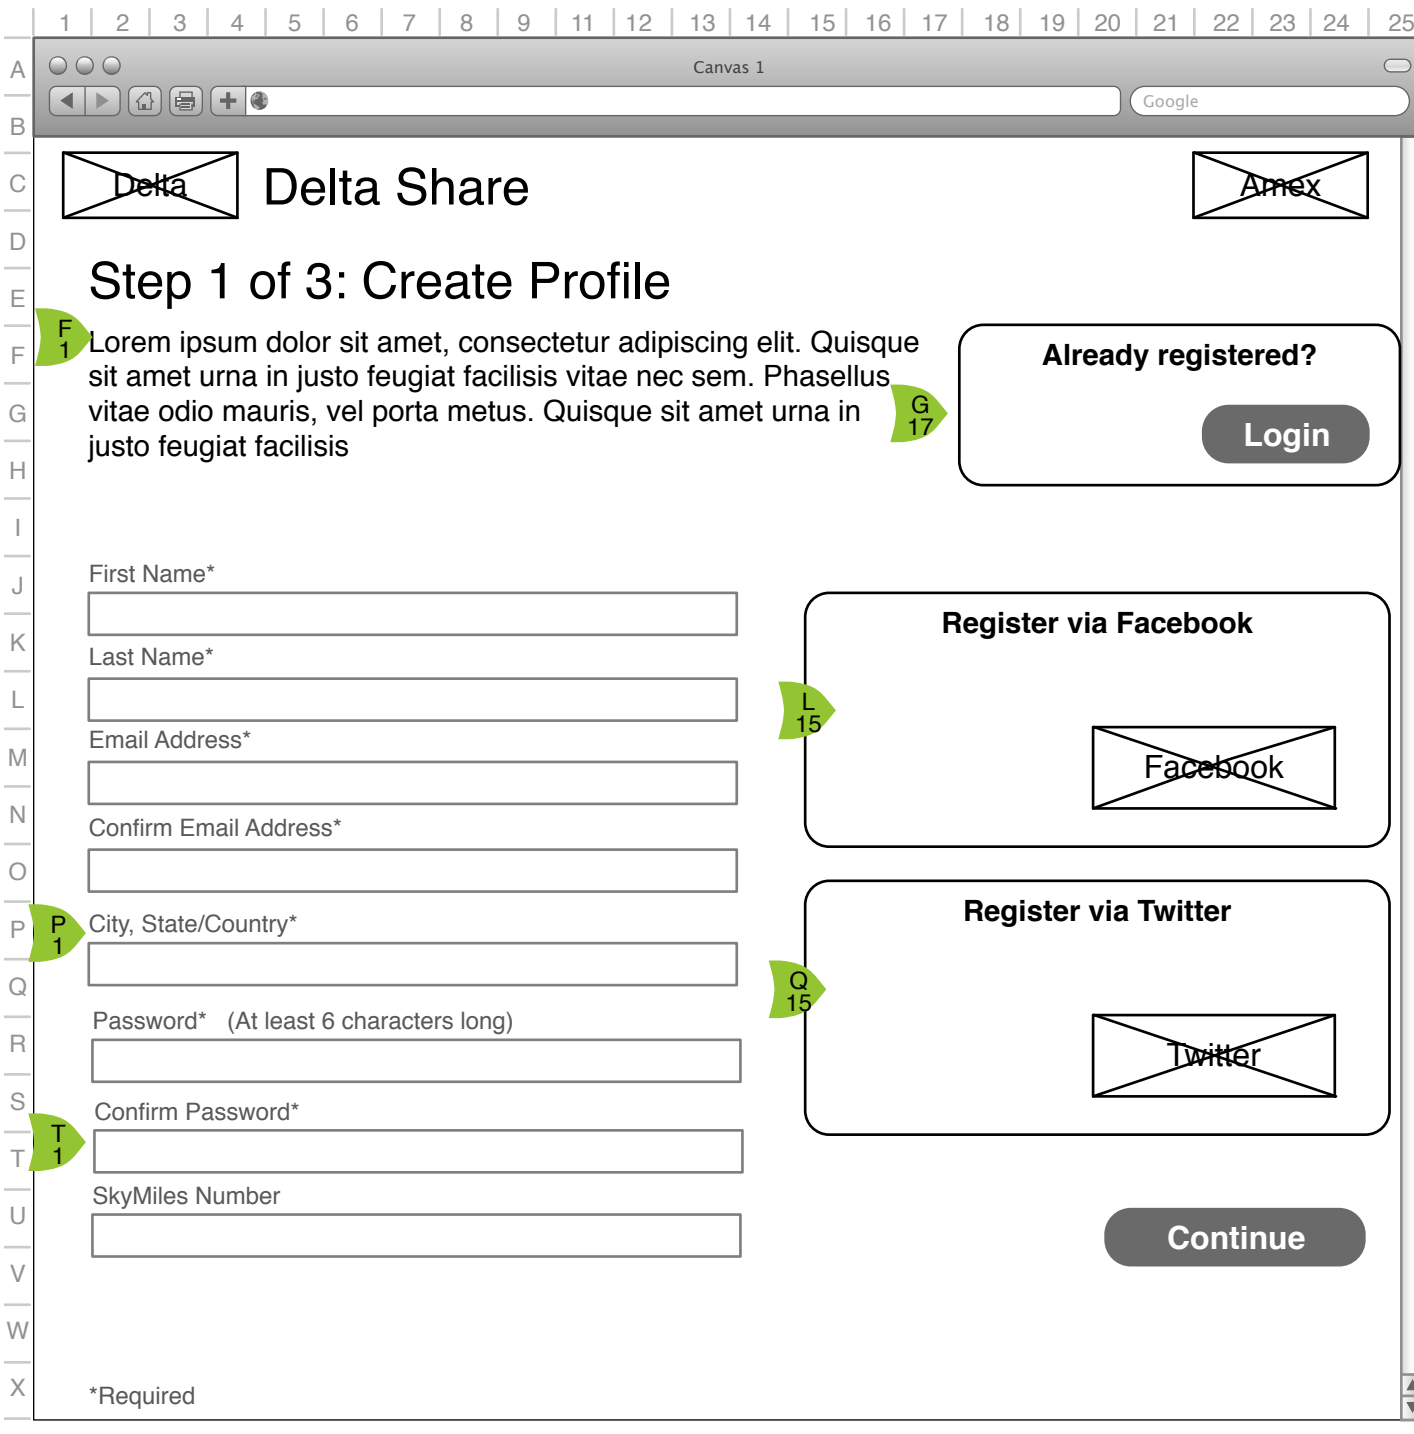 1 2 3 4 5 6 7 8 9 11 12 13 14 15 16 17 18 19 20 21 22 23 24 25
A
Canvas 1
Google
B
C
Delta
Delta Share
Amex
D
E
Step 1 of 3: Create Profile
F
1
F
Lorem ipsum dolor sit amet, consectetur adipiscing elit. Quisque
sit amet urna in justo feugiat facilisis vitae nec sem. Phasellus
vitae odio mauris, vel porta metus. Quisque sit amet urna in
justo feugiat facilisis
Already registered?
G
G
17
Login
H
I
J
First Name*
K
Last Name*
Register via Facebook
L
L
15
M
Email Address*
Facebook
N
Confirm Email Address*
O
P
P
1
City, State/Country*
Register via Twitter
Q
Q
15
R
Password* (At least 6 characters long)
Twitter
S
Confirm Password*
T
T
1
U
SkyMiles Number
Continue
V
W
X
*Required